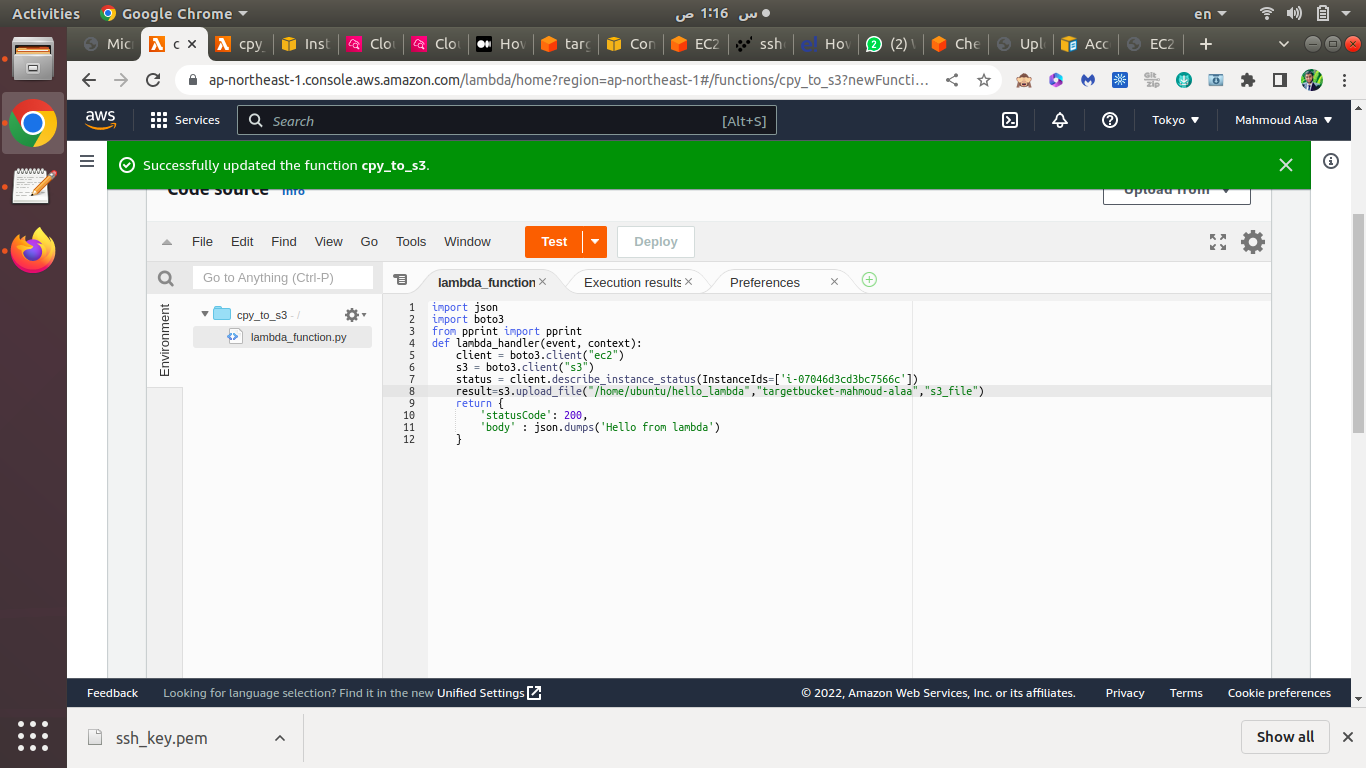 Activities Google Chrome س 1:16 ص en
Mic c cpy_ Inst Clou Clou Hov targ Con EC2 ssh Hov (2) Che Uplo Acc EC2
ap-northeast-1.console.aws.amazon.com/lambda/home?region=ap-northeast-1#/functions/cpy_to_s3?newFuncti...
aws Services Search [Alt+S] Tokyo Mahmoud Alaa
Successfully updated the function cpy_to_s3.
Code source Info Upload from
File Edit Find View Go Tools Window Test Deploy
Go to Anything (Ctrl-P) lambda_function Execution results Preferences
Environment
cpy_to_s3 - /
lambda_function.py
1 import json
2 import boto3
3 from pprint import pprint
4 def lambda_handler(event, context):
5 client = boto3.client("ec2")
6 s3 = boto3.client("s3")
7 status = client.describe_instance_status(InstanceIds=['i-07046d3cd3bc7566c'])
8 result=s3.upload_file("/home/ubuntu/hello_lambda","targetbucket-mahmoud-alaa","s3_file")
9 return {
10 'statusCode': 200,
11 'body' : json.dumps('Hello from lambda')
12 }
Feedback Looking for language selection? Find it in the new Unified Settings © 2022, Amazon Web Services, Inc. or its affiliates. Privacy Terms Cookie preferences
ssh_key.pem Show all